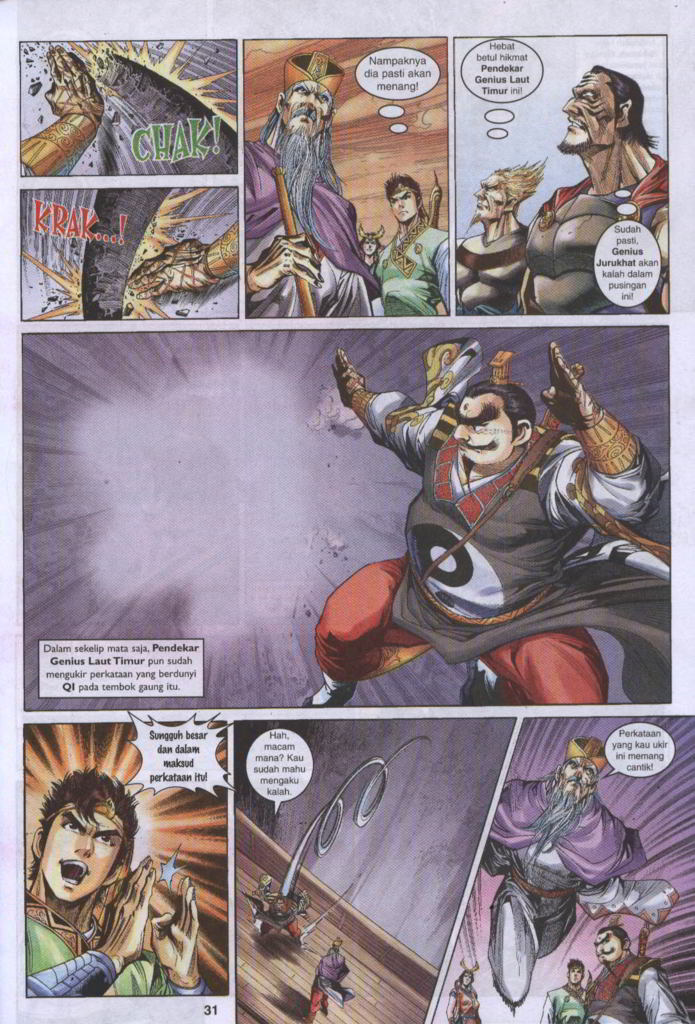 CHAK!
KRAK...!
Nampaknya
dia pasti akan
menang!
Hebat
betul hikmat
Pendekar
Genius Laut
Timur ini!
Sudah
pasti,
Genius
Jurukhat akan
kalah dalam
pusingan
ini!
Dalam sekelip mata saja, Pendekar
Genius Laut Timur pun sudah
mengukir perkataan yang berdunyi
QI pada tembok gaung itu.
Sungguh besar
dan dalam
maksud
perkataan itu!
Hah,
macam
mana? Kau
sudah mahu
mengaku
kalah.
Perkataan
yang kau ukir
ini memang
cantik!
31